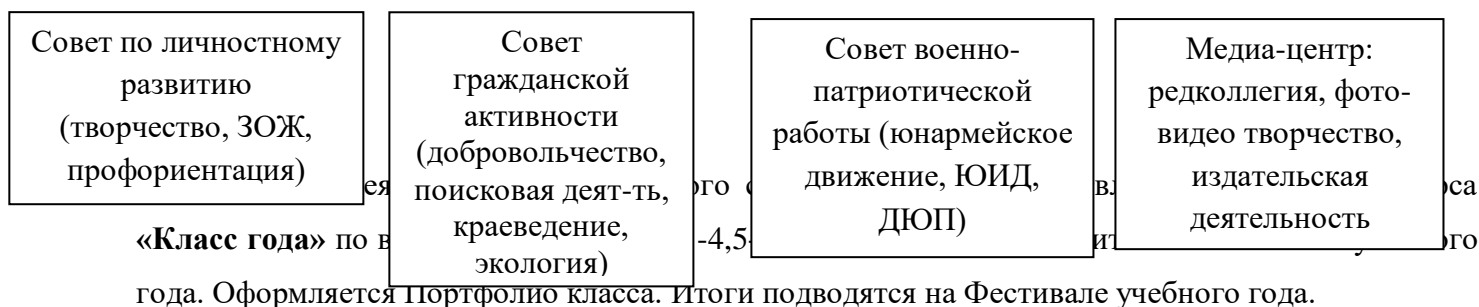 Совет по личностному
развитию
(творчество, ЗОЖ,
профориентация)
Совет
гражданской
активности
(добровольчество,
поисковая деят-ть,
краеведение,
экология)
Совет военно-
патриотической
работы (юнармейское
движение, ЮИД,
ДЮП)
Медиа-центр:
редколлегия, фото-
видео творчество,
издательская
деятельность
«Класс года» по
года. Оформляется Портфолио класса. Итоги подводятся на Фестивале учебного года.